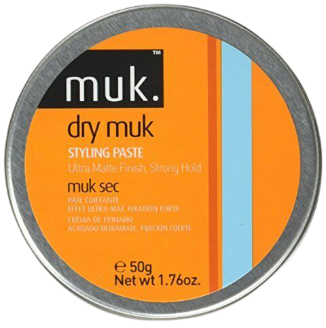 muk.™
dry muk
STYLING PASTE
Ultra Matte Finish, Strong Hold
muk sec
PATE COIFFANTE
EFFET ULTRA-MAT, FIXATION FORTE
CREMA DE PEINADO
ACABADO ULTRAMATE, FIJACIÓN FUERTE
℮ 50g
Net wt 1.76oz.